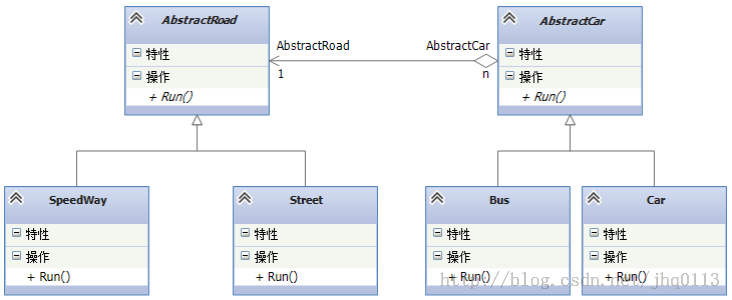 AbstractRoad
特性
操作
+ Run()
AbstractRoad
1
AbstractCar
n
AbstractCar
特性
操作
+ Run()
SpeedWay
特性
操作
+ Run()
Street
特性
操作
+ Run()
Bus
特性
操作
+ Run()
Car
特性
操作
+ Run()
http://blog.csdn.net/jhq0113